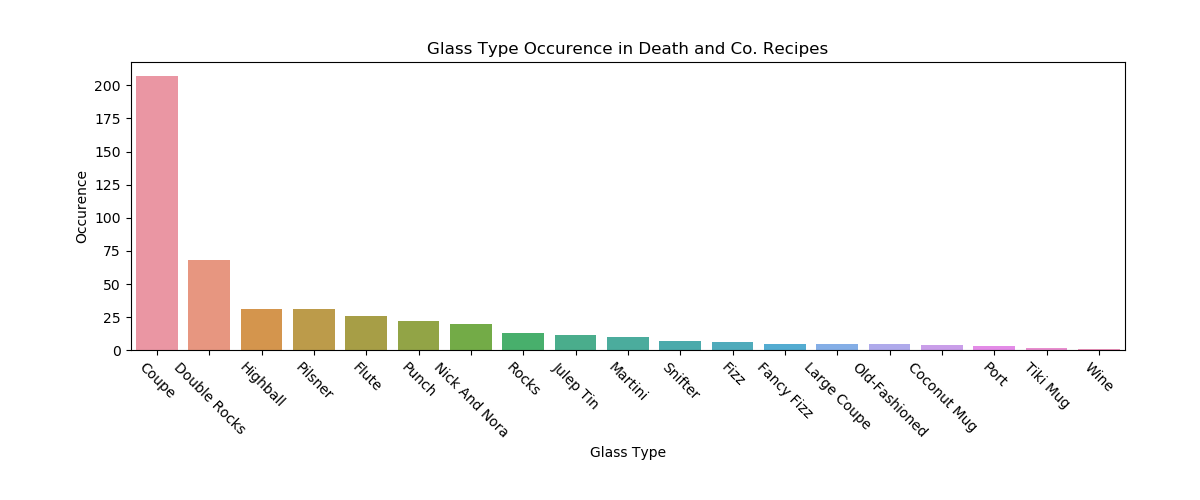 Glass Type Occurence in Death and Co. Recipes
Occurence
200
175
150
125
100
75
50
25
0
Coupe
Double Rocks
Highball
Pilsner
Flute
Punch
Nick And Nora
Rocks
Julep Tin
Martini
Snifter
Fizz
Fancy Fizz
Large Coupe
Old-Fashioned
Coconut Mug
Port
Tiki Mug
Wine
Glass Type